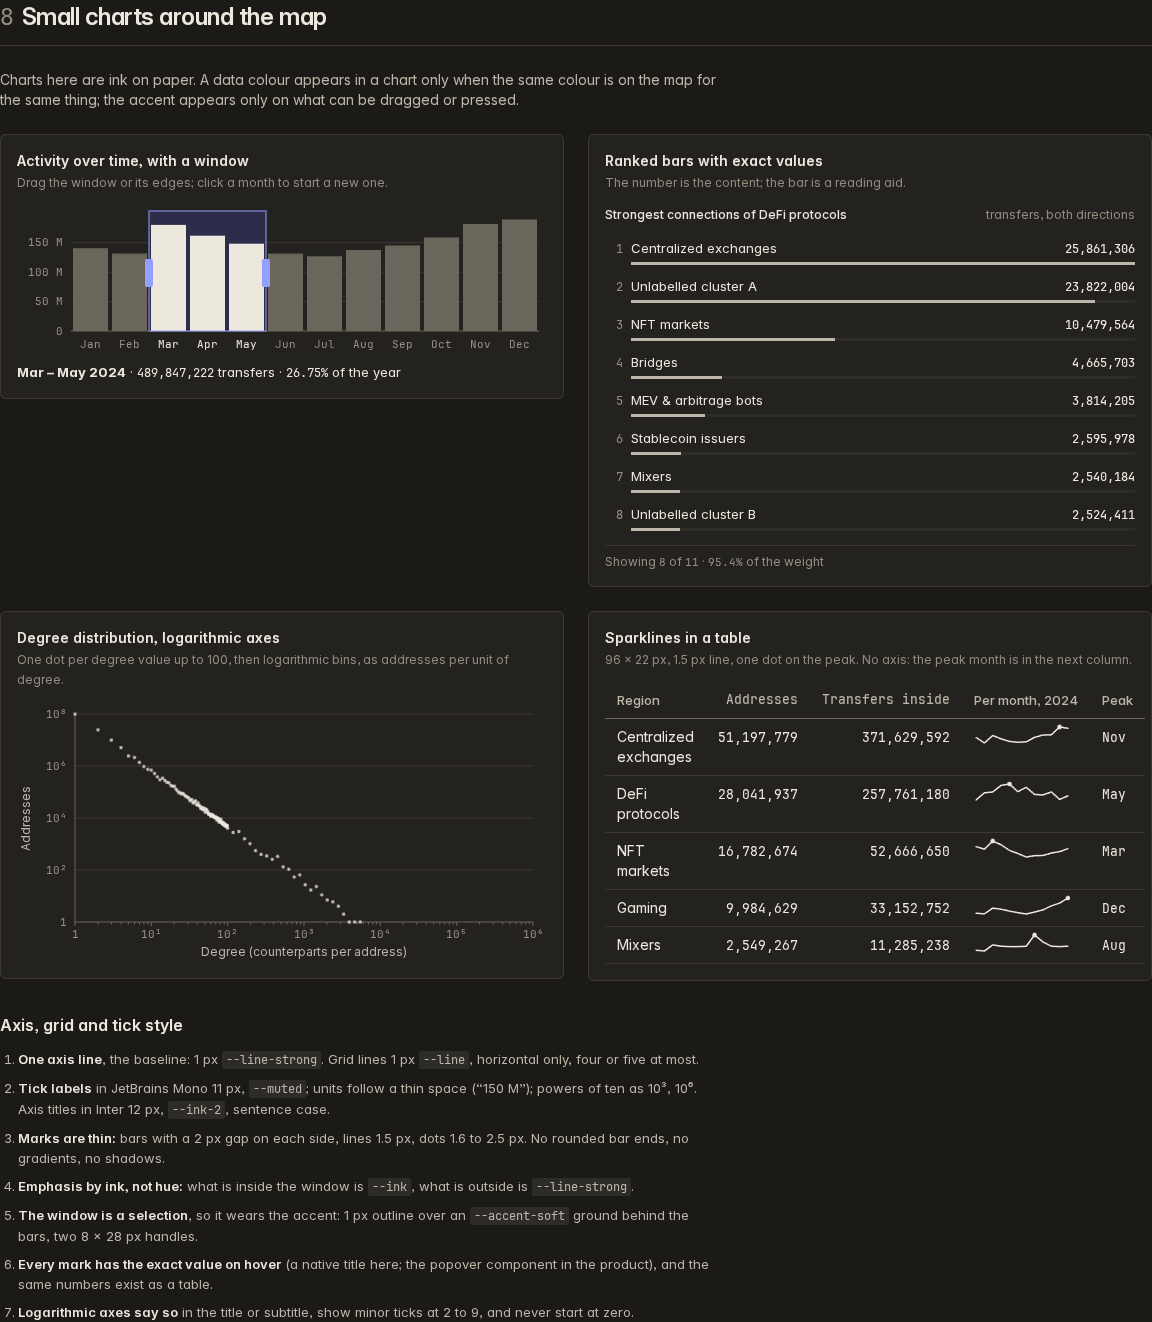 8 Small charts around the map
Charts here are ink on paper. A data colour appears in a chart only when the same colour is on the map for
the same thing; the accent appears only on what can be dragged or pressed.
Activity over time, with a window
Drag the window or its edges; click a month to start a new one.
150 M
100 M
50 M
0
Jan Feb Mar Apr May Jun Jul Aug Sep Oct Nov Dec
Mar – May 2024 · 489,847,222 transfers · 26.75% of the year
Ranked bars with exact values
The number is the content; the bar is a reading aid.
Strongest connections of DeFi protocols transfers, both directions
1 Centralized exchanges 25,861,306
2 Unlabelled cluster A 23,822,004
3 NFT markets 10,479,564
4 Bridges 4,665,703
5 MEV & arbitrage bots 3,814,205
6 Stablecoin issuers 2,595,978
7 Mixers 2,540,184
8 Unlabelled cluster B 2,524,411
Showing 8 of 11 · 95.4% of the weight
Degree distribution, logarithmic axes
One dot per degree value up to 100, then logarithmic bins, as addresses per unit of
degree.
Addresses
10⁸
10⁶
10⁴
10²
1
1 10¹ 10² 10³ 10⁴ 10⁵ 10⁶
Degree (counterparts per address)
Sparklines in a table
96 × 22 px, 1.5 px line, one dot on the peak. No axis: the peak month is in the next column.
Region Addresses Transfers inside Per month, 2024 Peak
Centralized
exchanges 51,197,779 371,629,592 Nov
DeFi
protocols 28,041,937 257,761,180 May
NFT
markets 16,782,674 52,666,650 Mar
Gaming 9,984,629 33,152,752 Dec
Mixers 2,549,267 11,285,238 Aug
Axis, grid and tick style
1. One axis line, the baseline: 1 px --line-strong. Grid lines 1 px --line, horizontal only, four or five at most.
2. Tick labels in JetBrains Mono 11 px, --muted; units follow a thin space (“150 M”); powers of ten as 10³, 10⁶.
Axis titles in Inter 12 px, --ink-2, sentence case.
3. Marks are thin: bars with a 2 px gap on each side, lines 1.5 px, dots 1.6 to 2.5 px. No rounded bar ends, no
gradients, no shadows.
4. Emphasis by ink, not hue: what is inside the window is --ink, what is outside is --line-strong.
5. The window is a selection, so it wears the accent: 1 px outline over an --accent-soft ground behind the
bars, two 8 × 28 px handles.
6. Every mark has the exact value on hover (a native title here; the popover component in the product), and the
same numbers exist as a table.
7. Logarithmic axes say so in the title or subtitle, show minor ticks at 2 to 9, and never start at zero.